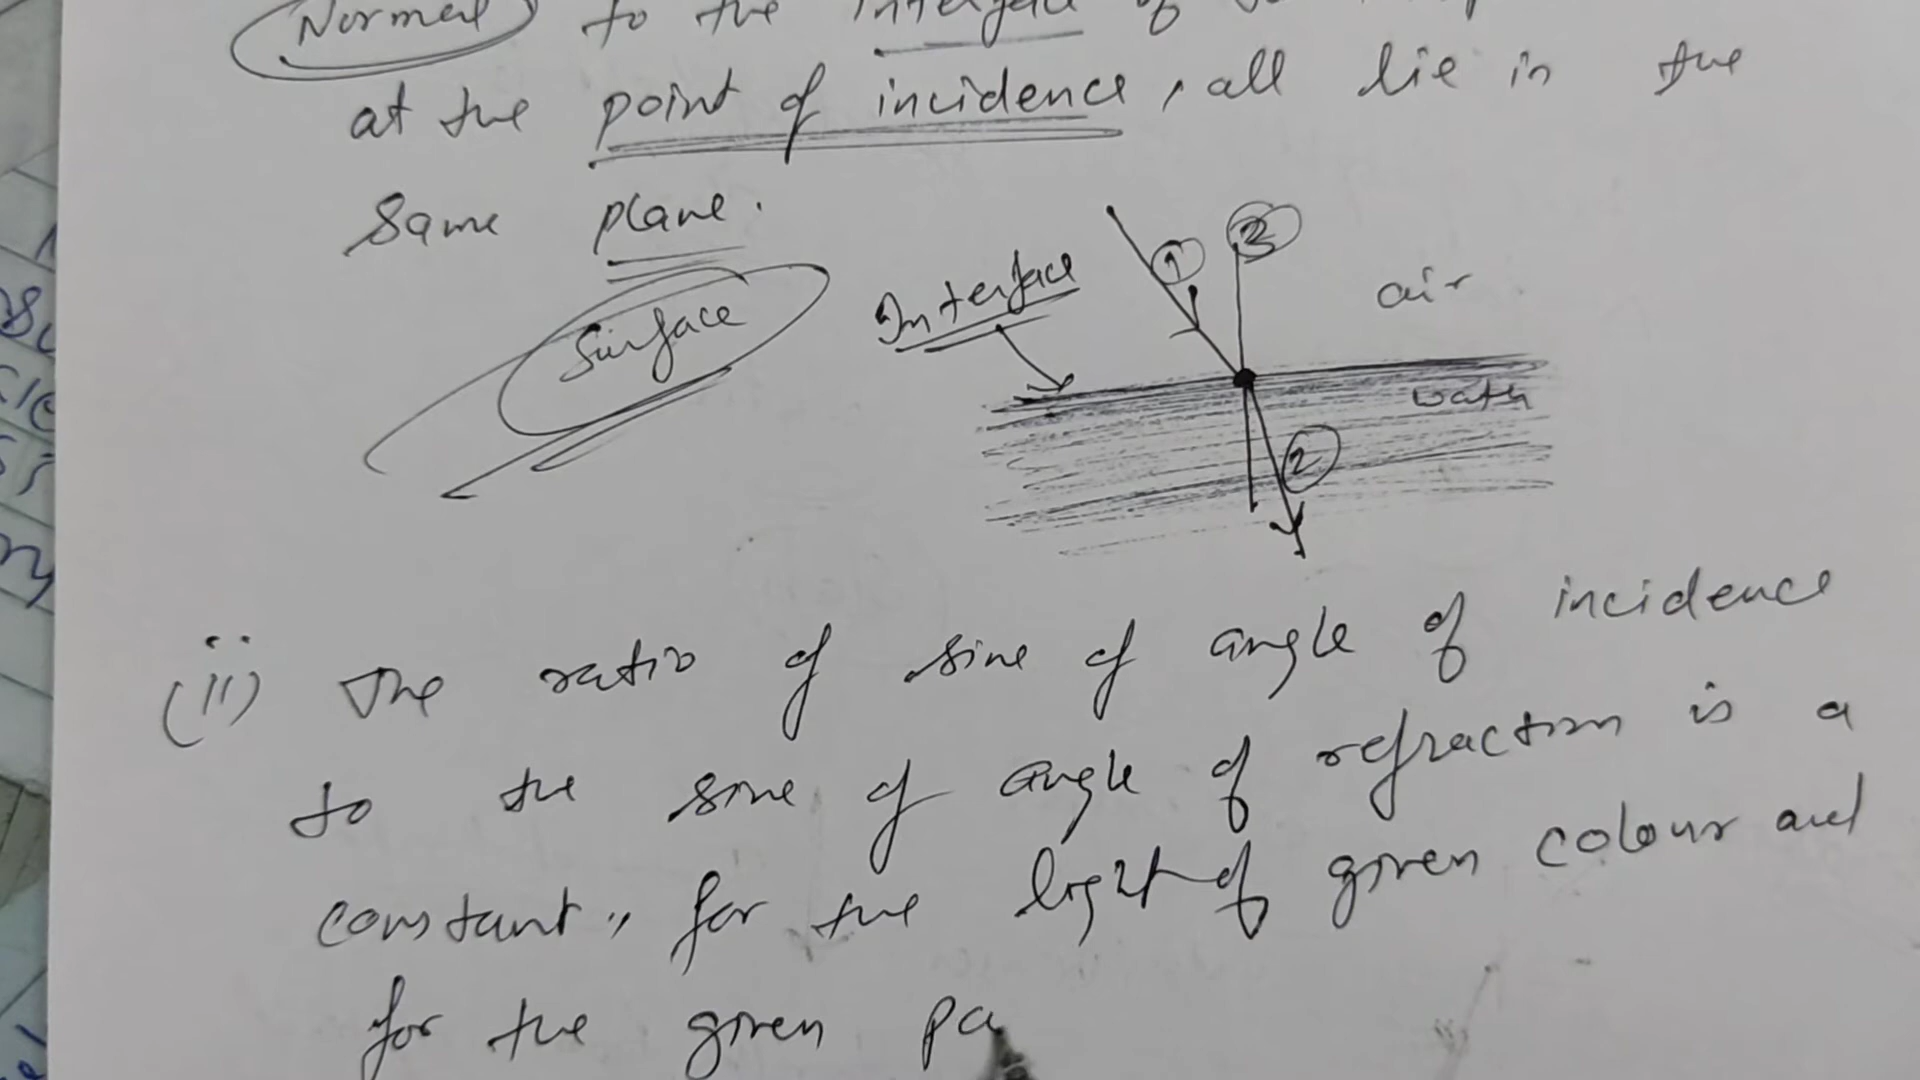 Normal to the Interface of
at the point of incidence, all lie in the
same plane.
Surface
Interface
1
3
air
water
2
(ii) The ratio of sine of angle of incidence
to the sine of angle of refraction is a
constant,, for the light of given colour and
for the given pa